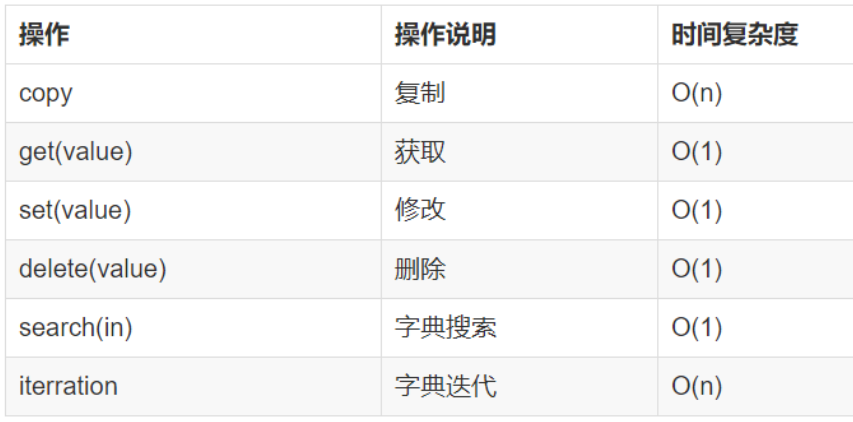 操作 操作说明 时间复杂度
copy 复制 O(n)
get(value) 获取 O(1)
set(value) 修改 O(1)
delete(value) 删除 O(1)
search(in) 字典搜索 O(1)
iterration 字典迭代 O(n)